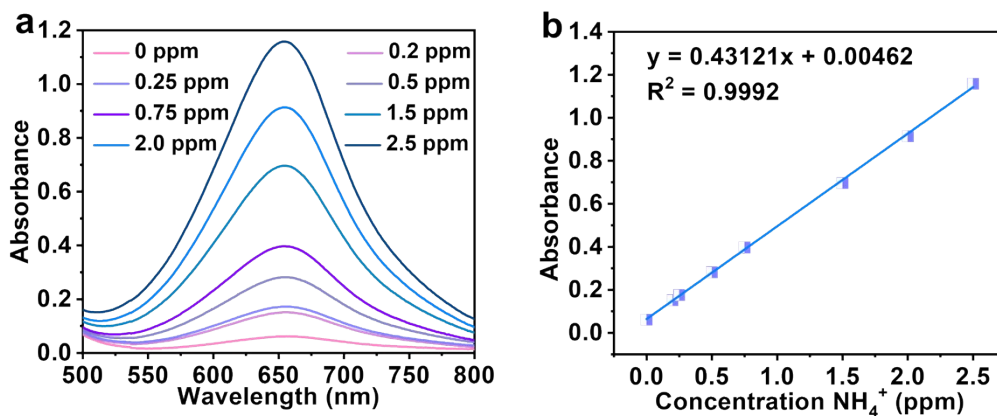 a
Absorbance
1.2
1.0
0.8
0.6
0.4
0.2
0.0
0 ppm
0.2 ppm
0.25 ppm
0.5 ppm
0.75 ppm
1.5 ppm
2.0 ppm
2.5 ppm
500 550 600 650 700 750 800
Wavelength (nm)
b
Absorbance
1.4
1.2
1.0
0.8
0.6
0.4
0.2
0.0
y = 0.43121x + 0.00462
R² = 0.9992
0.0 0.5 1.0 1.5 2.0 2.5
Concentration NH₄⁺ (ppm)